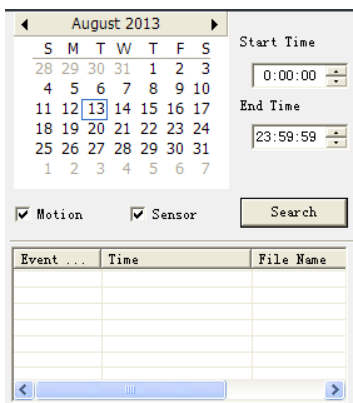 August 2013
S M T W T F S
28 29 30 31 1 2 3
4 5 6 7 8 9 10
11 12 13 14 15 16 17
18 19 20 21 22 23 24
25 26 27 28 29 30 31
1 2 3 4 5 6 7
Start Time
0:00:00
End Time
23:59:59
Motion Sensor Search
Event ... Time File Name